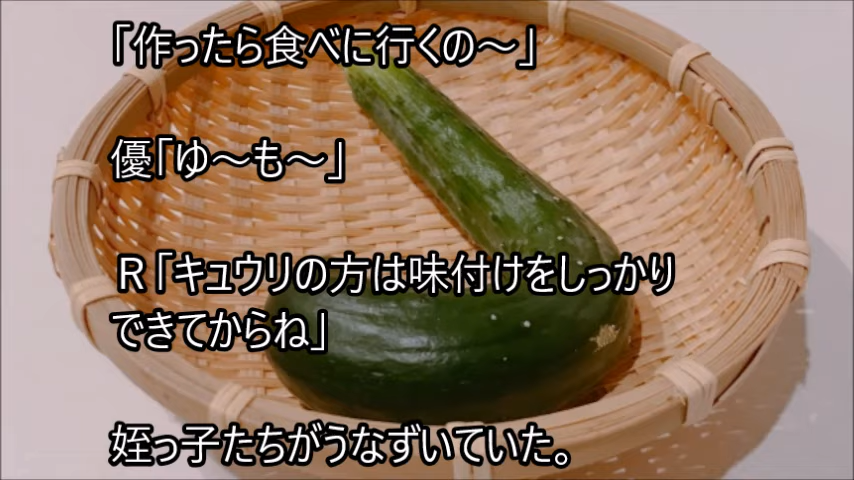 「作ったら食べに行くの～」
優「ゆ～も～」
Ｒ「キュウリの方は味付けをしっかり
できてからね」
姪っ子たちがうなずいていた。